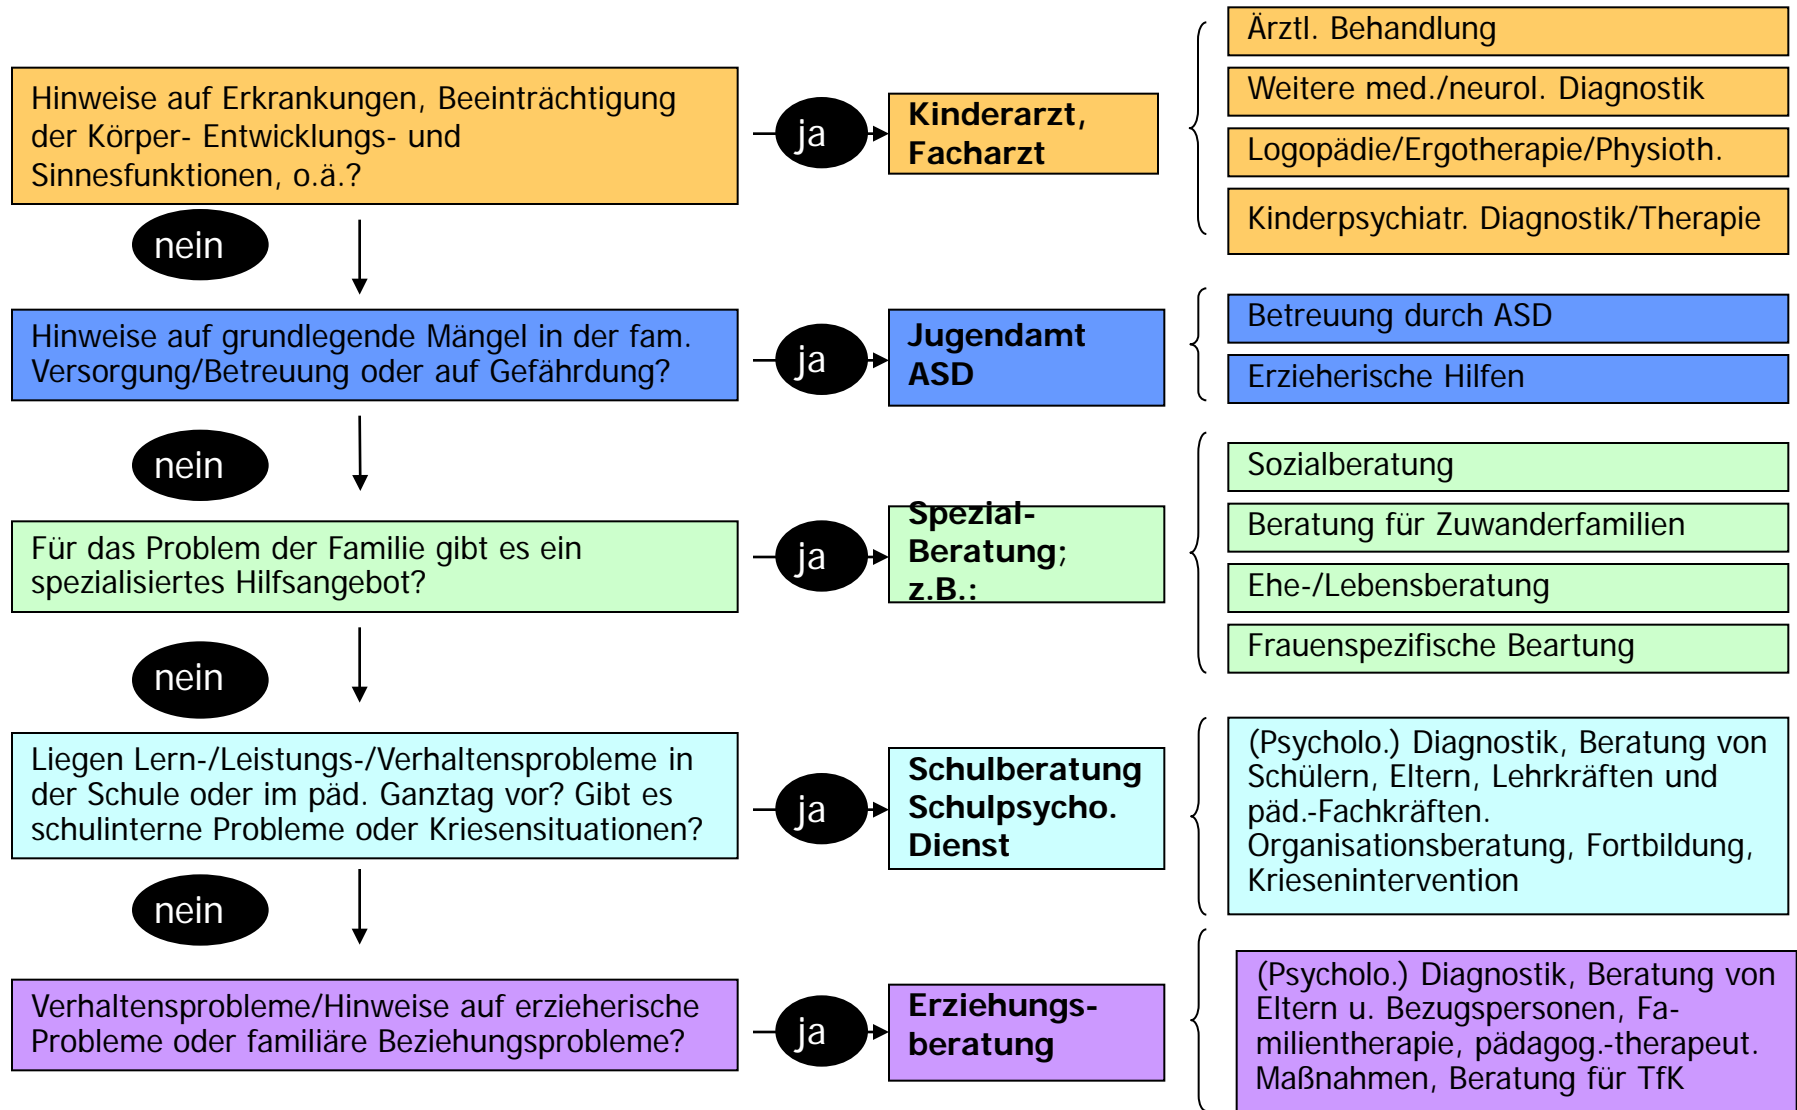 Hinweise auf Erkrankungen, Beeinträchtigung
der Körper- Entwicklungs- und
Sinnesfunktionen, o.ä.?
ja
Kinderarzt,
Facharzt
Ärztl. Behandlung
Weitere med./neurol. Diagnostik
Logopädie/Ergotherapie/Physioth.
Kinderpsychiatr. Diagnostik/Therapie
nein
Hinweise auf grundlegende Mängel in der fam.
Versorgung/Betreuung oder auf Gefährdung?
ja
Jugendamt
ASD
Betreuung durch ASD
Erzieherische Hilfen
nein
Für das Problem der Familie gibt es ein
spezialisiertes Hilfsangebot?
ja
Spezial-
Beratung;
z.B.:
Sozialberatung
Beratung für Zuwanderfamilien
Ehe-/Lebensberatung
Frauenspezifische Beartung
nein
Liegen Lern-/Leistungs-/Verhaltensprobleme in
der Schule oder im päd. Ganztag vor? Gibt es
schulinterne Probleme oder Kriesensituationen?
ja
Schulberatung
Schulpsycho.
Dienst
(Psycholo.) Diagnostik, Beratung von
Schülern, Eltern, Lehrkräften und
päd.-Fachkräften.
Organisationsberatung, Fortbildung,
Kriesenintervention
nein
Verhaltensprobleme/Hinweise auf erzieherische
Probleme oder familiäre Beziehungsprobleme?
ja
Erziehungs-
beratung
(Psycholo.) Diagnostik, Beratung von
Eltern u. Bezugspersonen, Fa-
milientherapie, pädagog.-therapeut.
Maßnahmen, Beratung für TfK